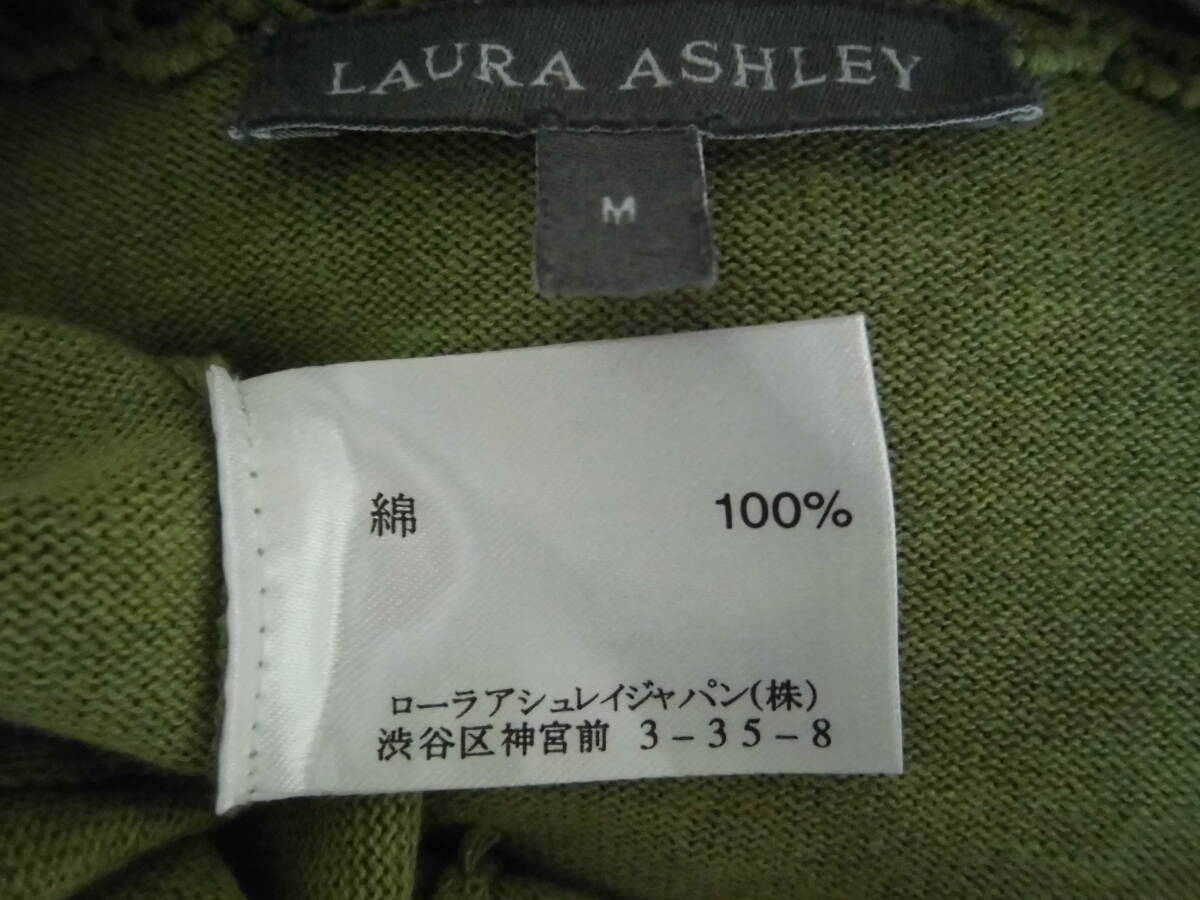 LAURA ASHLEY
M
綿 100%
ローラアシュレイジャパン(株)
渋谷区神宮前 3-35-8